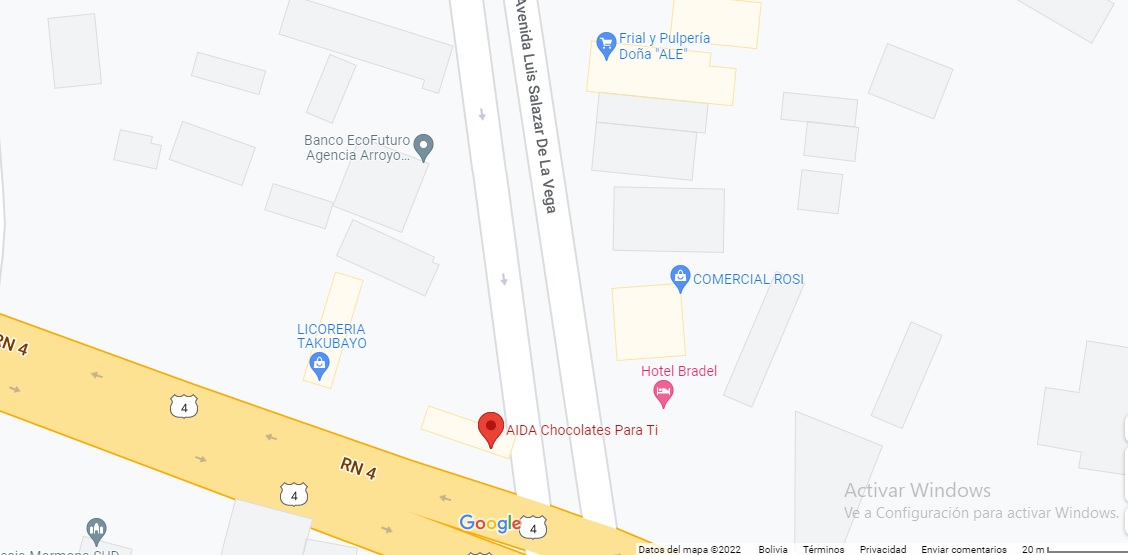 Avenida Luis Salazar De La Vega
Frial y Pulpería
Doña "ALE"
Banco EcoFuturo
Agencia Arroyo...
COMERCIAL ROSI
LICORERIA
TAKUBAYO
RN 4
Hotel Bradel
4
AIDA Chocolates Para Ti
RN 4
4
Activar Windows
Ve a Configuración para activar Windows.
Google
4
Mormona SUD
Datos del mapa ©2022 Bolivia Términos Privacidad Enviar comentarios 20 m